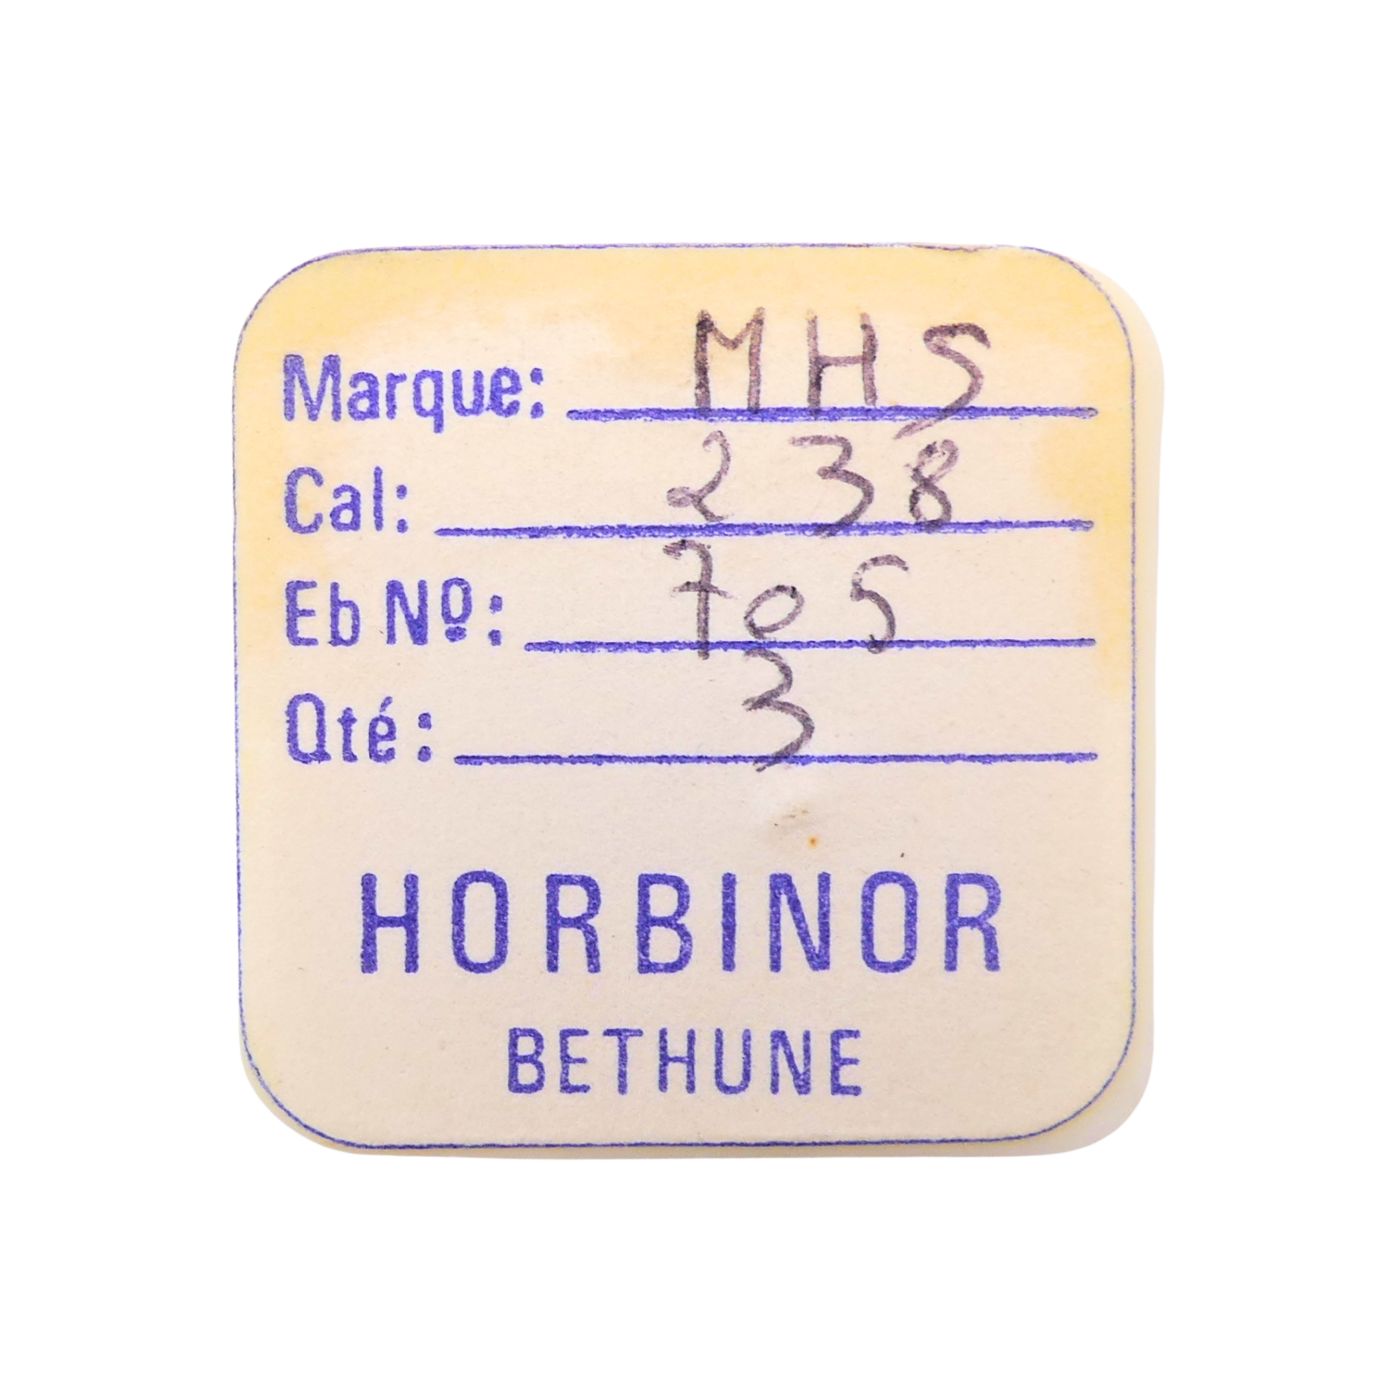 Marque: MHS
Cal: 238
Eb Nº: 705
Qté: 3
HORBINOR
BETHUNE